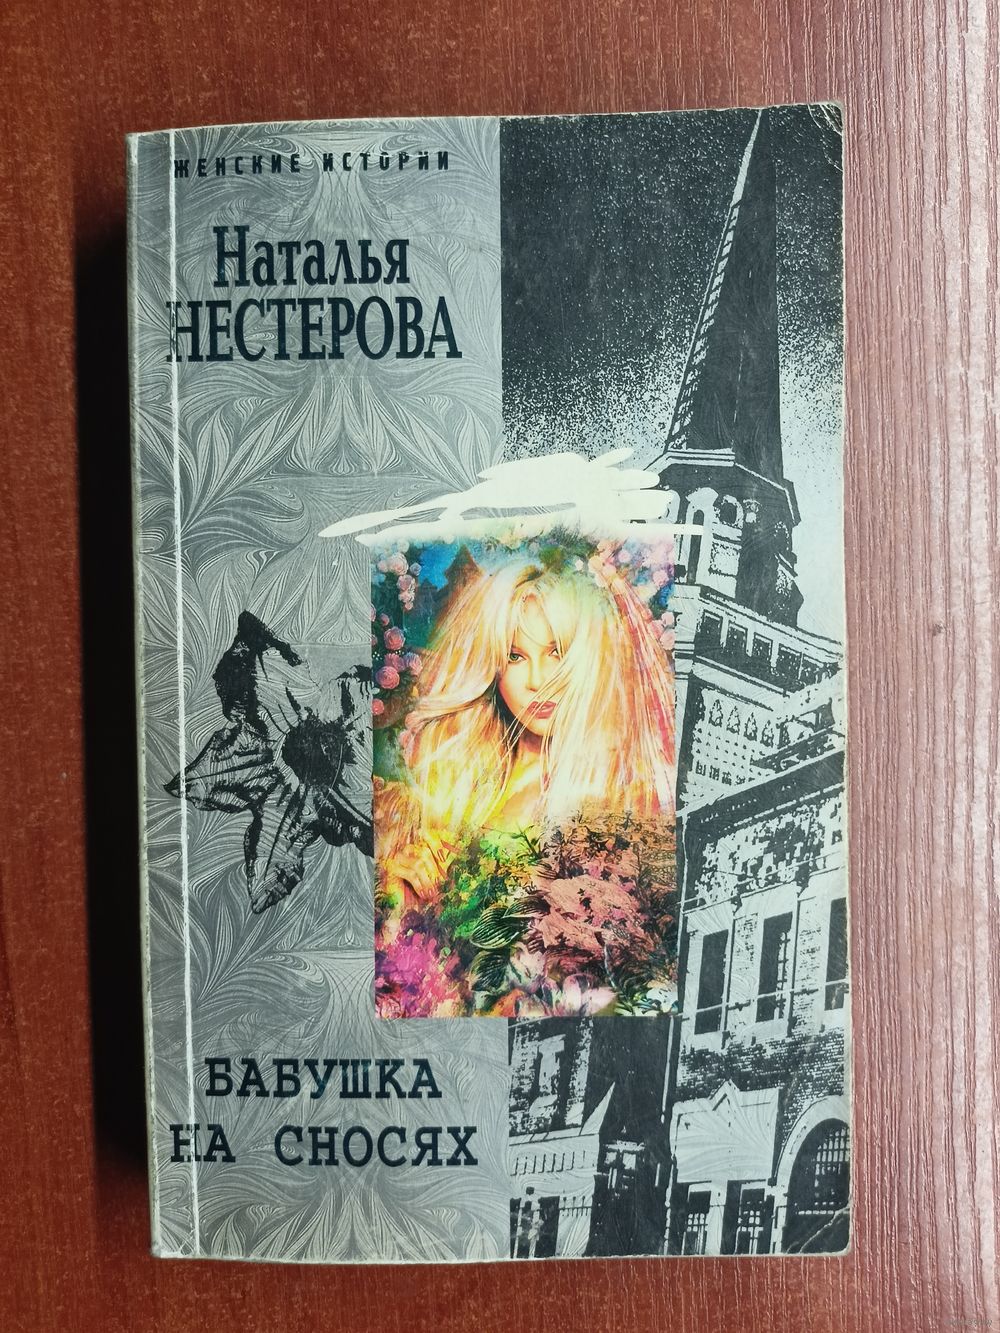 ЖЕНСКИЕ ИСТОРИИ
Наталья
НЕСТЕРОВА
БАБУШКА
НА СНОСЯХ